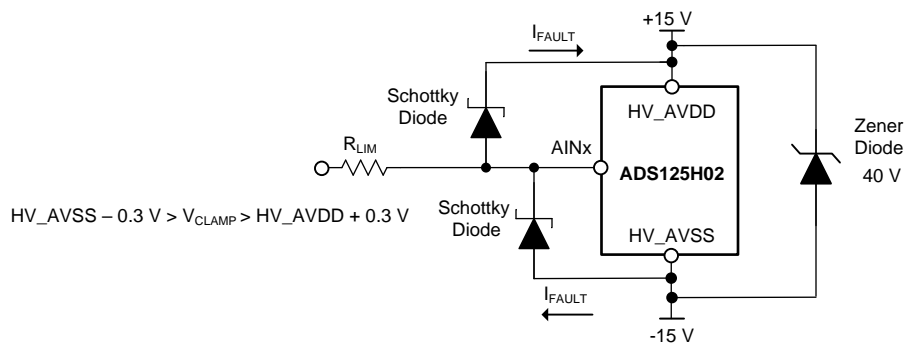 +15 V
I_FAULT
Schottky
Diode
HV_AVDD
Zener
Diode
40 V
R_LIM
AINx
ADS125H02
Schottky
Diode
HV_AVSS – 0.3 V > V_CLAMP > HV_AVDD + 0.3 V
HV_AVSS
I_FAULT
-15 V